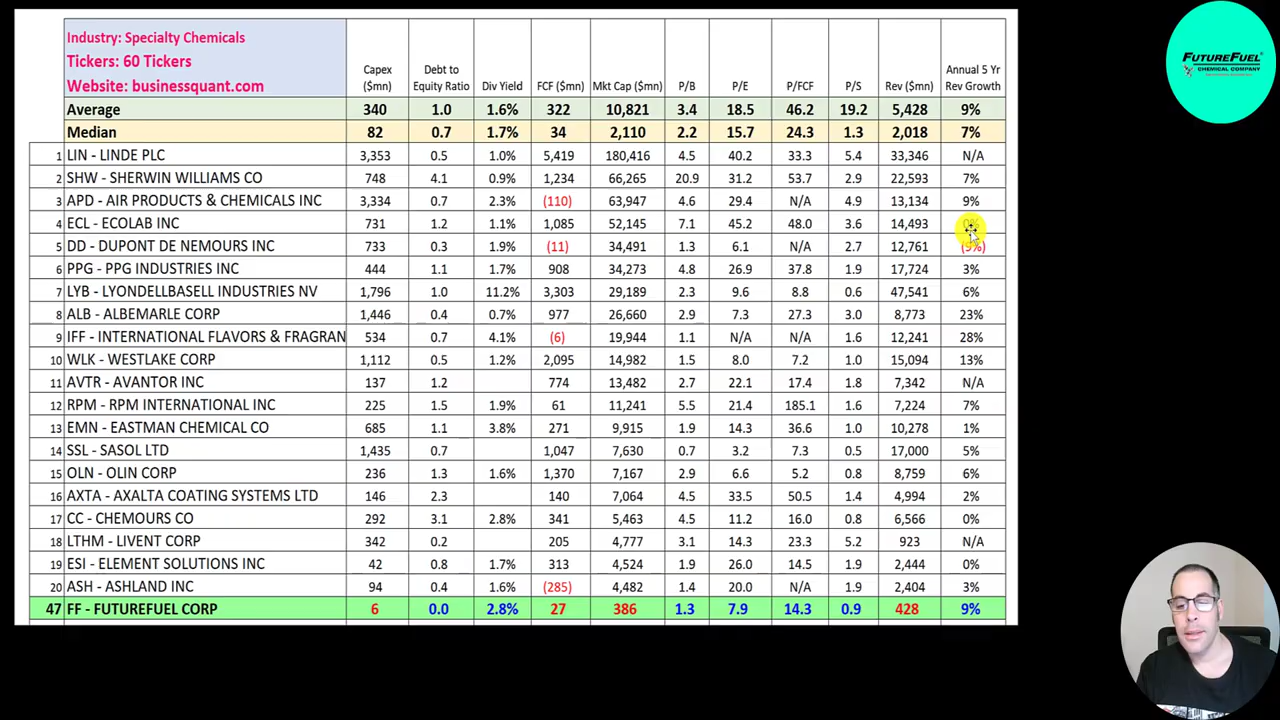 Industry: Specialty Chemicals
Tickers: 60 Tickers
Website: businessquant.com
Capex ($mn) Debt to Equity Ratio Div Yield FCF ($mn) Mkt Cap ($mn) P/B P/E P/FCF P/S Rev ($mn) Annual 5 Yr Rev Growth
Average 340 1.0 1.6% 322 10,821 3.4 18.5 46.2 19.2 5,428 9%
Median 82 0.7 1.7% 34 2,110 2.2 15.7 24.3 1.3 2,018 7%
1 LIN - LINDE PLC 3,353 0.5 1.0% 5,419 180,416 4.5 40.2 33.3 5.4 33,346 N/A
2 SHW - SHERWIN WILLIAMS CO 748 4.1 0.9% 1,234 66,265 20.9 31.2 53.7 2.9 22,593 7%
3 APD - AIR PRODUCTS & CHEMICALS INC 3,334 0.7 2.3% (110) 63,947 4.6 29.4 N/A 4.9 13,134 9%
4 ECL - ECOLAB INC 731 1.2 1.1% 1,085 52,145 7.1 45.2 48.0 3.6 14,493 0%
5 DD - DUPONT DE NEMOURS INC 733 0.3 1.9% (11) 34,491 1.3 6.1 N/A 2.7 12,761
6 PPG - PPG INDUSTRIES INC 444 1.1 1.7% 908 34,273 4.8 26.9 37.8 1.9 17,724 3%
7 LYB - LYONDELLBASELL INDUSTRIES NV 1,796 1.0 11.2% 3,303 29,189 2.3 9.6 8.8 0.6 47,541 6%
8 ALB - ALBEMARLE CORP 1,446 0.4 0.7% 977 26,660 2.9 7.3 27.3 3.0 8,773 23%
9 IFF - INTERNATIONAL FLAVORS & FRAGRAN 534 0.7 4.1% (6) 19,944 1.1 N/A N/A 1.6 12,241 28%
10 WLK - WESTLAKE CORP 1,112 0.5 1.2% 2,095 14,982 1.5 8.0 7.2 1.0 15,094 13%
11 AVTR - AVANTOR INC 137 1.2 774 13,482 2.7 22.1 17.4 1.8 7,342 N/A
12 RPM - RPM INTERNATIONAL INC 225 1.5 1.9% 61 11,241 5.5 21.4 185.1 1.6 7,224 7%
13 EMN - EASTMAN CHEMICAL CO 685 1.1 3.8% 271 9,915 1.9 14.3 36.6 1.0 10,278 1%
14 SSL - SASOL LTD 1,435 0.7 1,047 7,630 0.7 3.2 7.3 0.5 17,000 5%
15 OLN - OLIN CORP 236 1.3 1.6% 1,370 7,167 2.9 6.6 5.2 0.8 8,759 6%
16 AXTA - AXALTA COATING SYSTEMS LTD 146 2.3 140 7,064 4.5 33.5 50.5 1.4 4,994 2%
17 CC - CHEMOURS CO 292 3.1 2.8% 341 5,463 4.5 11.2 16.0 0.8 6,566 0%
18 LTHM - LIVENT CORP 342 0.2 205 4,777 3.1 14.3 23.3 5.2 923 N/A
19 ESI - ELEMENT SOLUTIONS INC 42 0.8 1.7% 313 4,524 1.9 26.0 14.5 1.9 2,444 0%
20 ASH - ASHLAND INC 94 0.4 1.6% (285) 4,482 1.4 20.0 N/A 1.9 2,404 3%
47 FF - FUTUREFUEL CORP 6 0.0 2.8% 27 386 1.3 7.9 14.3 0.9 428 9%
FUTUREFUEL
CHEMICAL COMPANY